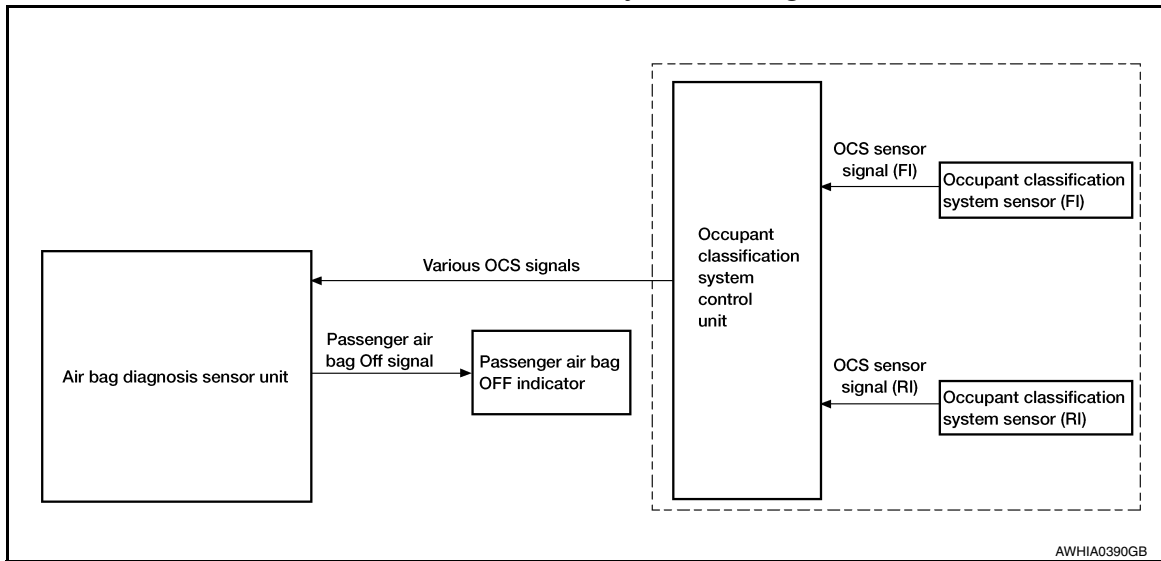 OCS sensor
signal (FI)
Occupant classification
system sensor (FI)
Occupant
classification
system
control
unit
Various OCS signals
Passenger air
bag Off signal
Passenger air bag
OFF indicator
Air bag diagnosis sensor unit
OCS sensor
signal (RI)
Occupant classification
system sensor (RI)
AWHIA0390GB